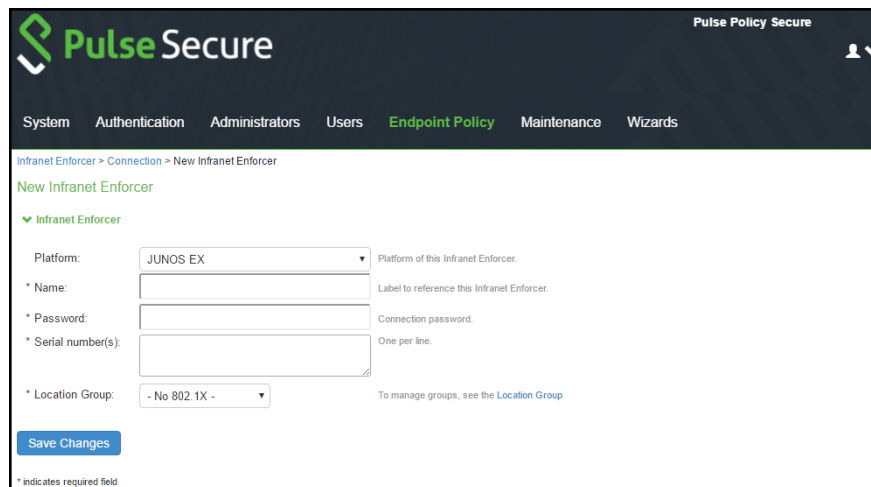 Pulse Policy Secure
Pulse Secure
System Authentication Administrators Users Endpoint Policy Maintenance Wizards
Infranet Enforcer > Connection > New Infranet Enforcer
New Infranet Enforcer
Infranet Enforcer
Platform: JUNOS EX Platform of this Infranet Enforcer.
* Name: Label to reference this Infranet Enforcer.
* Password: Connection password.
* Serial number(s): One per line.
* Location Group: - No 802.1X - To manage groups, see the Location Group
Save Changes
* indicates required field